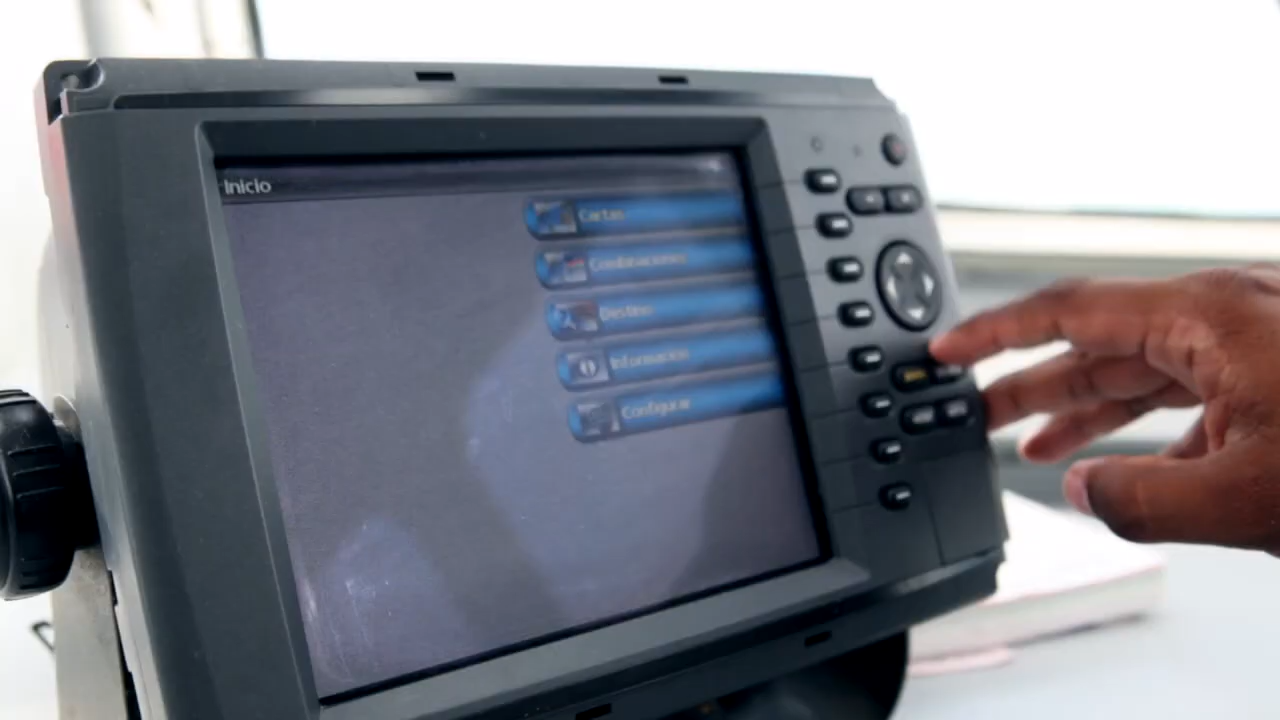 Inicio
Cartas
Combinaciones
Destino
Información
Configurar